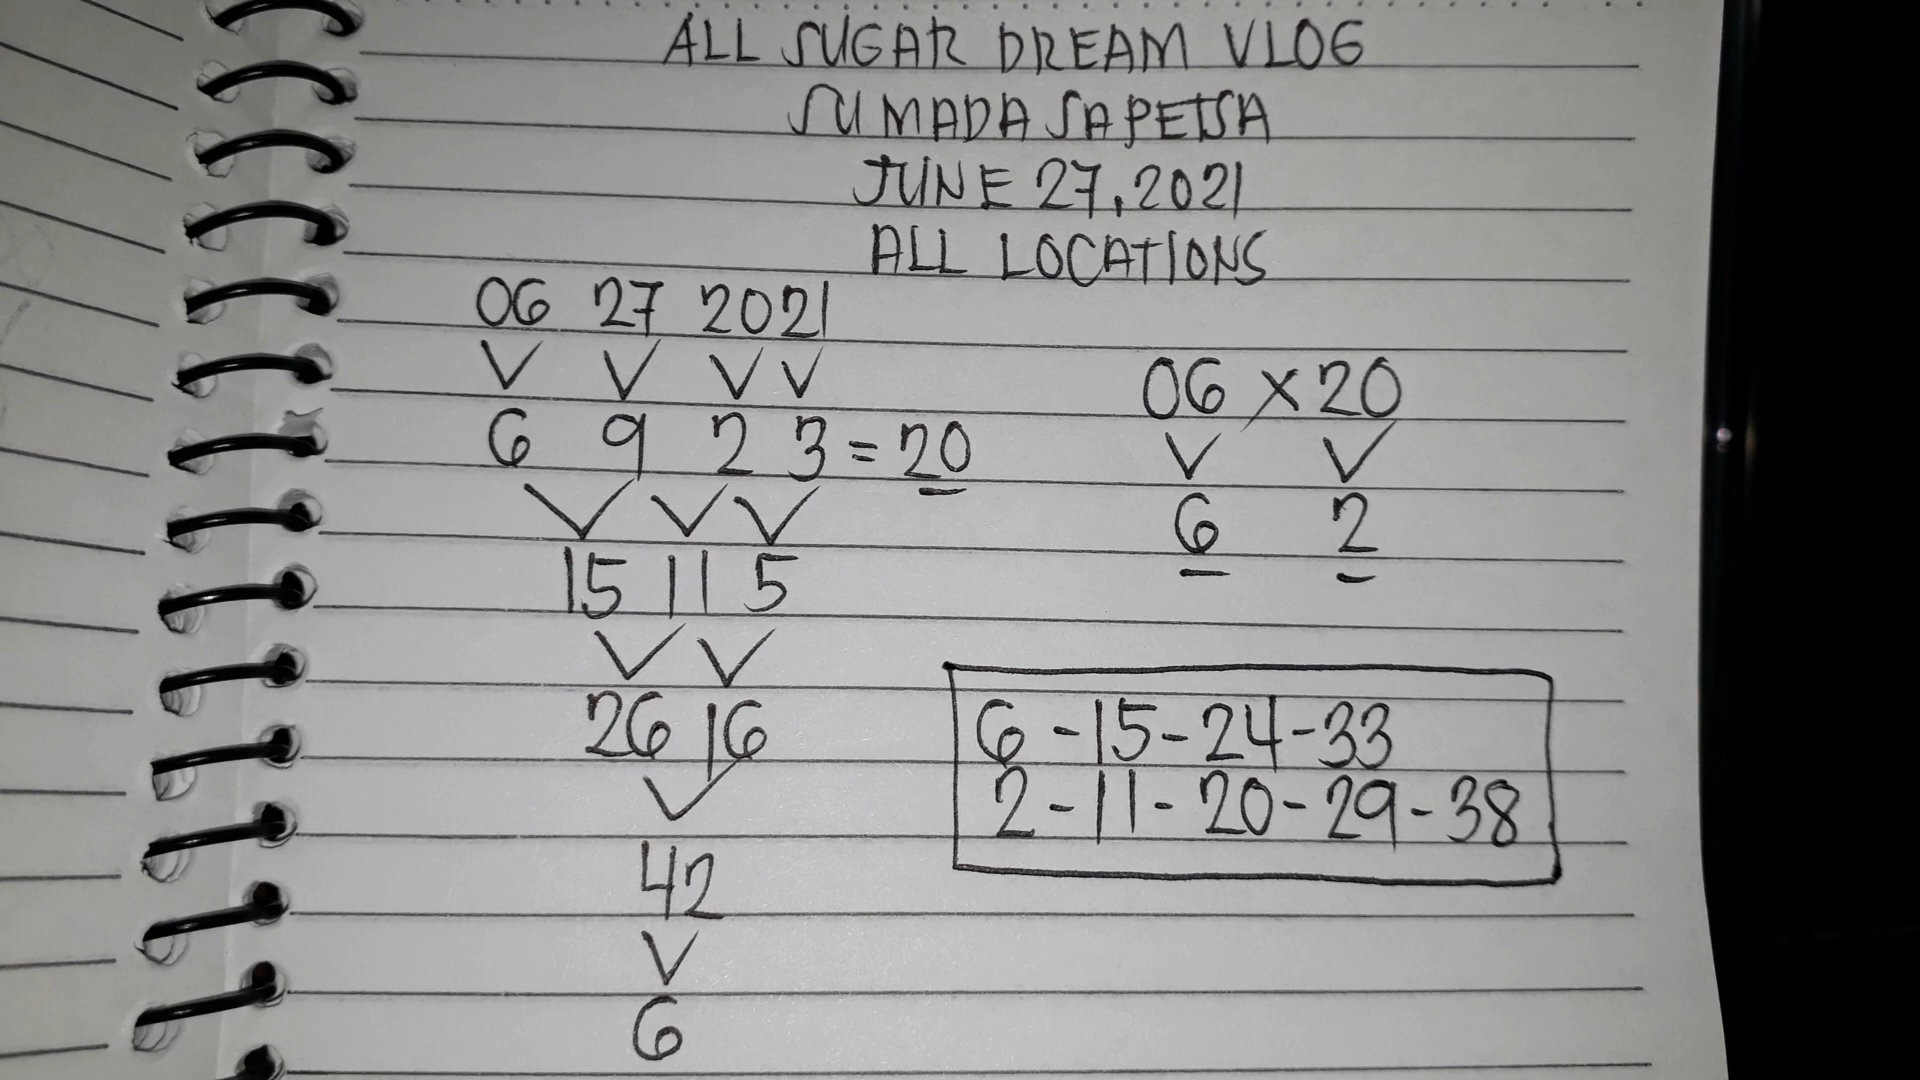 ALL SUGAR DREAM VLOG
SUMADA SA PETSA
JUNE 27, 2021
ALL LOCATIONS
06 27 2021
6 9 2 3 = 20
15 11 5
26 16
42
6
06 x 20
6 2
6 - 15 - 24 - 33
2 - 11 - 20 - 29 - 38